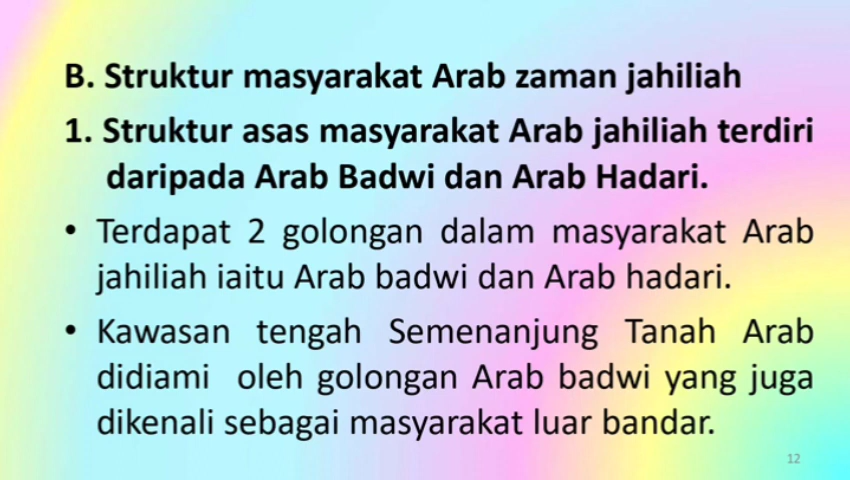 B. Struktur masyarakat Arab zaman jahiliah
1. Struktur asas masyarakat Arab jahiliah terdiri
daripada Arab Badwi dan Arab Hadari.
• Terdapat 2 golongan dalam masyarakat Arab
jahiliah iaitu Arab badwi dan Arab hadari.
• Kawasan tengah Semenanjung Tanah Arab
didiami oleh golongan Arab badwi yang juga
dikenali sebagai masyarakat luar bandar.
12